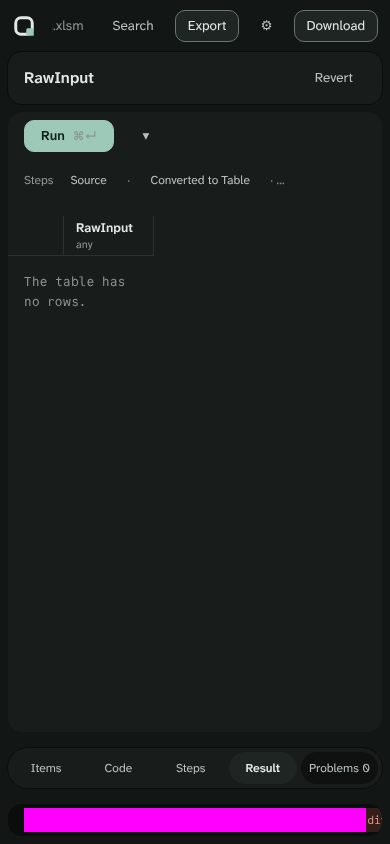 .xlsm Search Export ⚙ Download
RawInput Revert
Run ⌘↵ ▼
Steps Source · Converted to Table · ...
RawInput
any
The table has
no rows.
Items Code Steps Result Problems 0